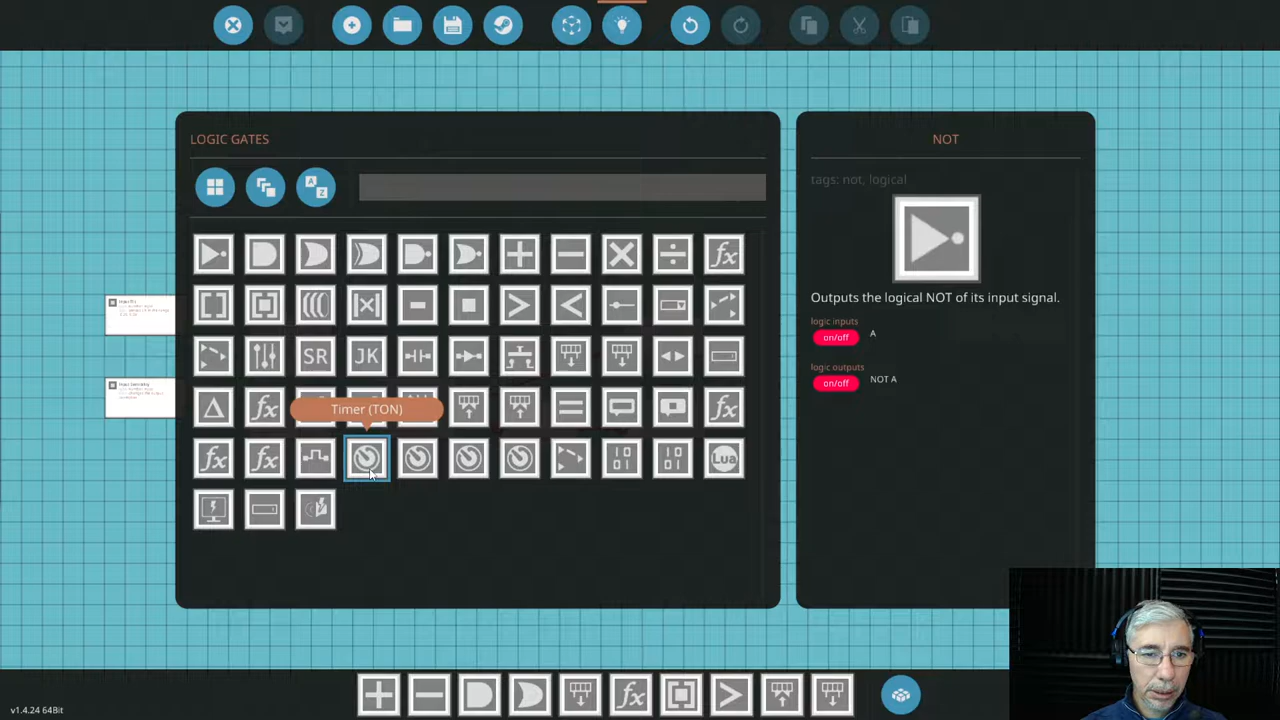 LOGIC GATES
NOT
tags: not, logical
Outputs the logical NOT of its input signal.
logic inputs
on/off A
logic outputs
on/off NOT A
Timer (TON)
SR
JK
Lua
v1.4.24 64Bit